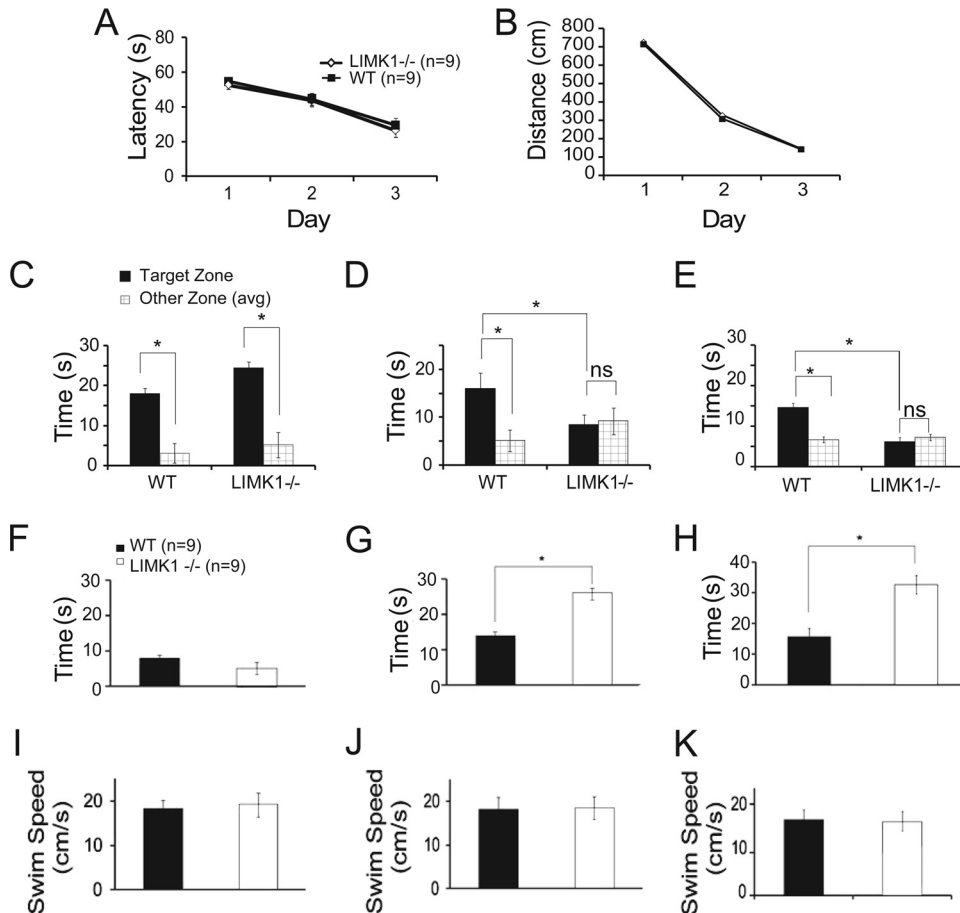 A
B
Latency (s)
80
60
40
20
0
LIMK1-/- (n=9)
WT (n=9)
1 2 3
Day
Distance (cm)
800
700
600
500
400
300
200
100
0
1 2 3
Day
C
D
E
Target Zone
Other Zone (avg)
Time (s)
30
20
10
0
* *
WT LIMK1-/-
Time (s)
30
20
10
0
*
*
ns
WT LIMK1-/-
Time (s)
30
20
10
0
*
*
ns
WT LIMK1-/-
F
G
H
WT (n=9)
LIMK1 -/- (n=9)
Time (s)
30
20
10
0
Time (s)
30
20
10
0
*
Time (s)
40
30
20
10
0
*
I
J
K
Swim Speed
(cm/s)
20
10
0
Swim Speed
(cm/s)
20
10
0
Swim Speed
(cm/s)
20
10
0